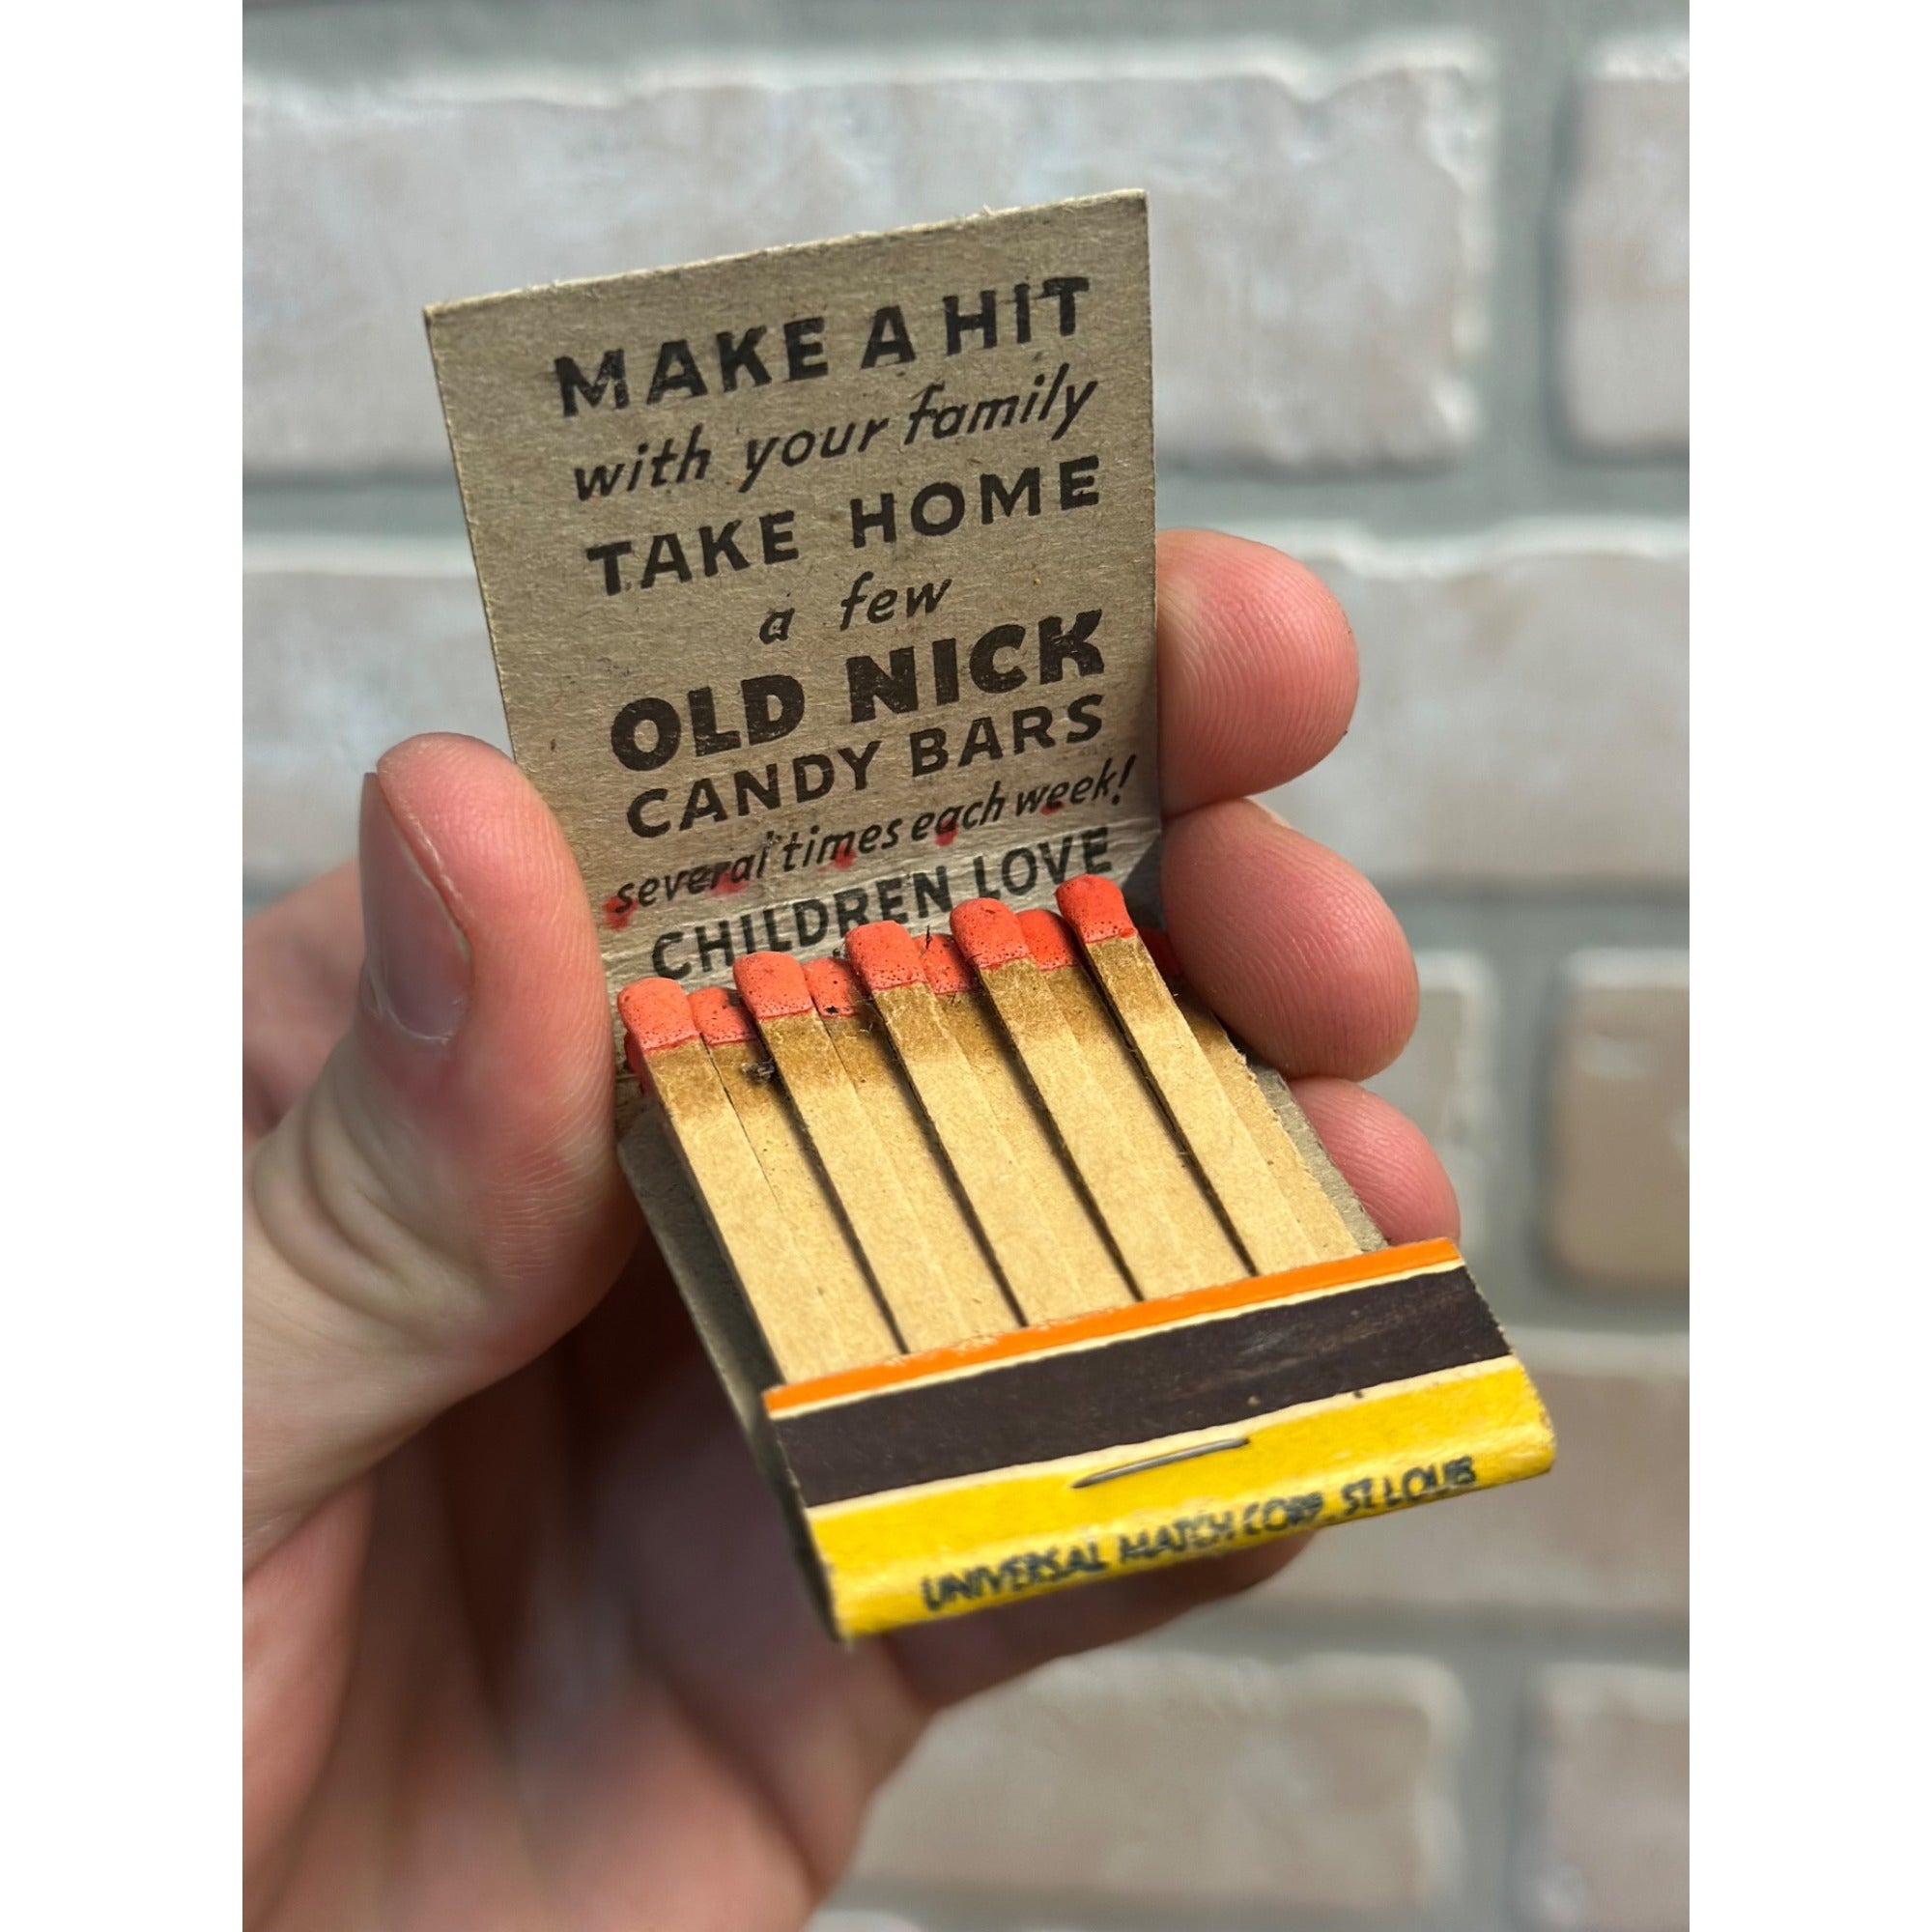 MAKE A HIT
with your family
TAKE HOME
a few
OLD NICK
CANDY BARS
several times each week!
CHILDREN LOVE
UNIVERSAL MATCH CORP. ST. LOUIS